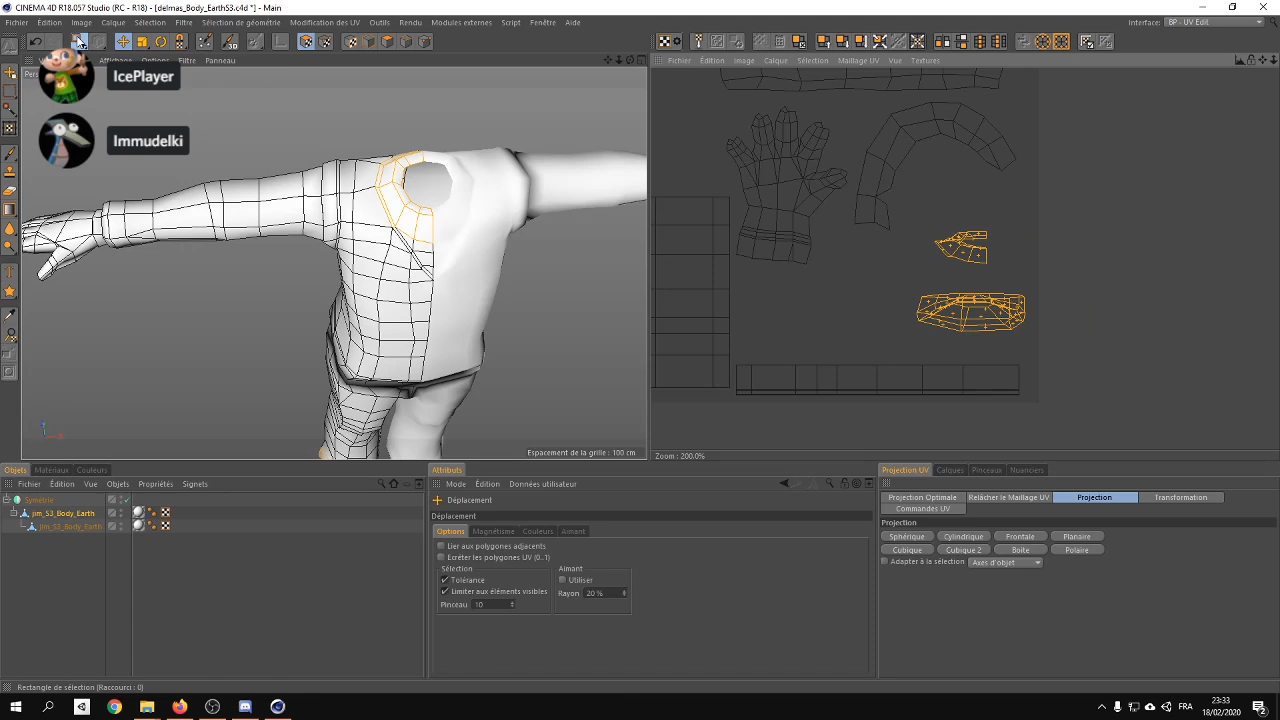 CINEMA 4D R18.057 Studio (RC - R18) - [delmas_Body_EarthS3.c4d *] - Main
Fichier Édition Image Calque Sélection Filtre Sélection de géométrie Modification des UV Outils Rendu Modules externes Script Fenêtre Aide Interface: BP - UV Edit
Affichage Options Filtre Panneau
Fichier Édition Image Calque Sélection Maillage UV Vue Textures
Pers
IcePlayer
Immudelki
Espacement de la grille : 100 cm
Zoom : 200.0%
Objets Matériaux Couleurs
Attributs
Projection UV Calques Pinceaux Nuanciers
Fichier Édition Vue Objets Propriétés Signets
Mode Édition Données utilisateur
Symétrie
jim_S3_Body_Earth
jim_S3_Body_Earth
Déplacement
Déplacement
Options Magnétisme Couleurs Aimant
Lier aux polygones adjacents
Ecrêter les polygones UV (0..1)
Sélection
Tolérance
Limiter aux éléments visibles
Pinceau 10
Aimant
Utiliser
Rayon 20 %
Projection Optimale Relâcher le Maillage UV Projection Transformation
Commandes UV
Projection
Sphérique Cylindrique Frontale Planaire
Cubique Cubique 2 Boîte Polaire
Adapter à la sélection Axes d'objet
Rectangle de sélection (Raccourci : 0)
FRA
23:33
18/02/2020
2